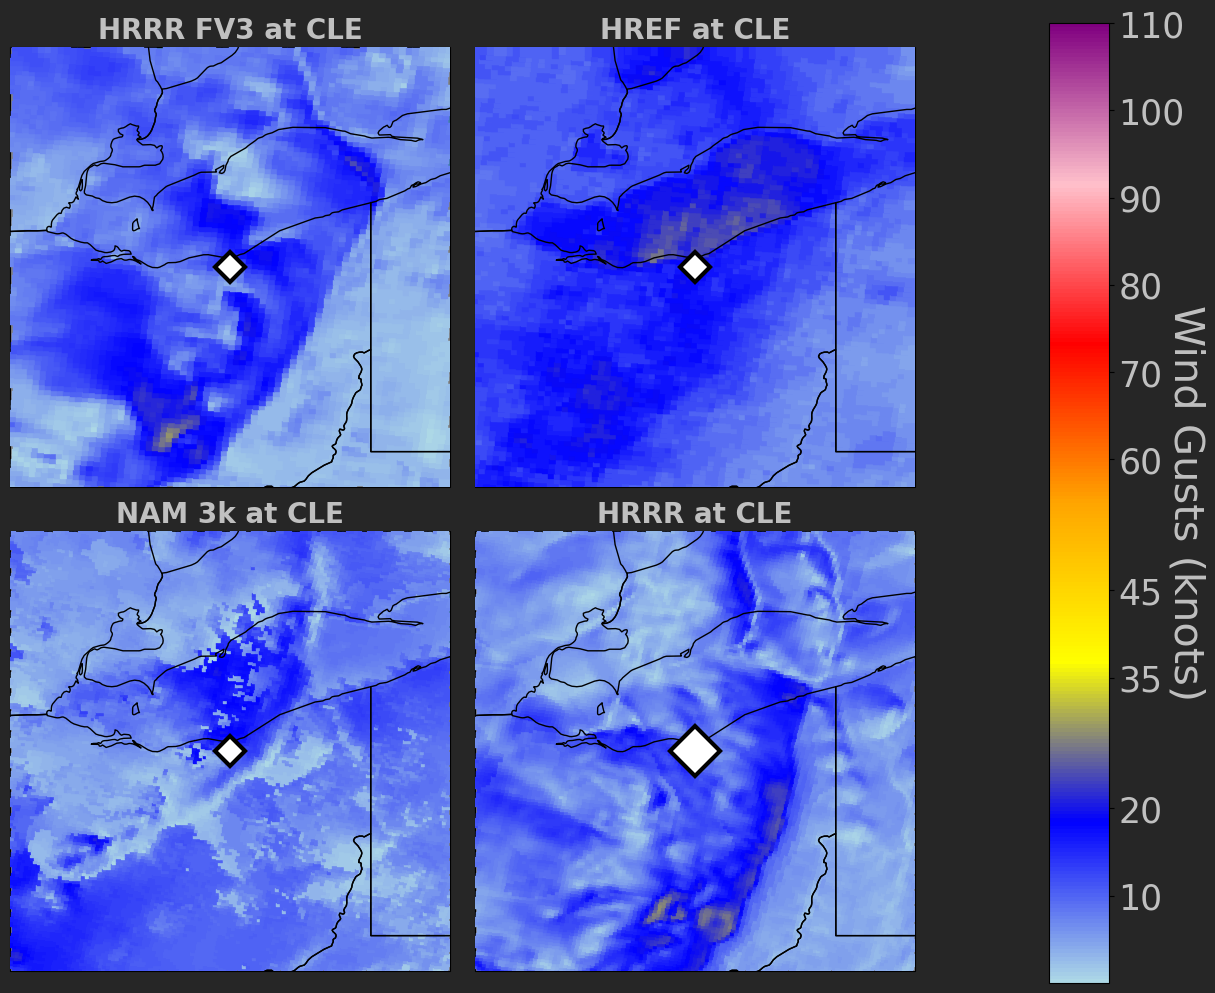 HRRR FV3 at CLE
HREF at CLE
NAM 3k at CLE
HRRR at CLE
110
100
90
80
70
60
45
35
20
10
Wind Gusts (knots)